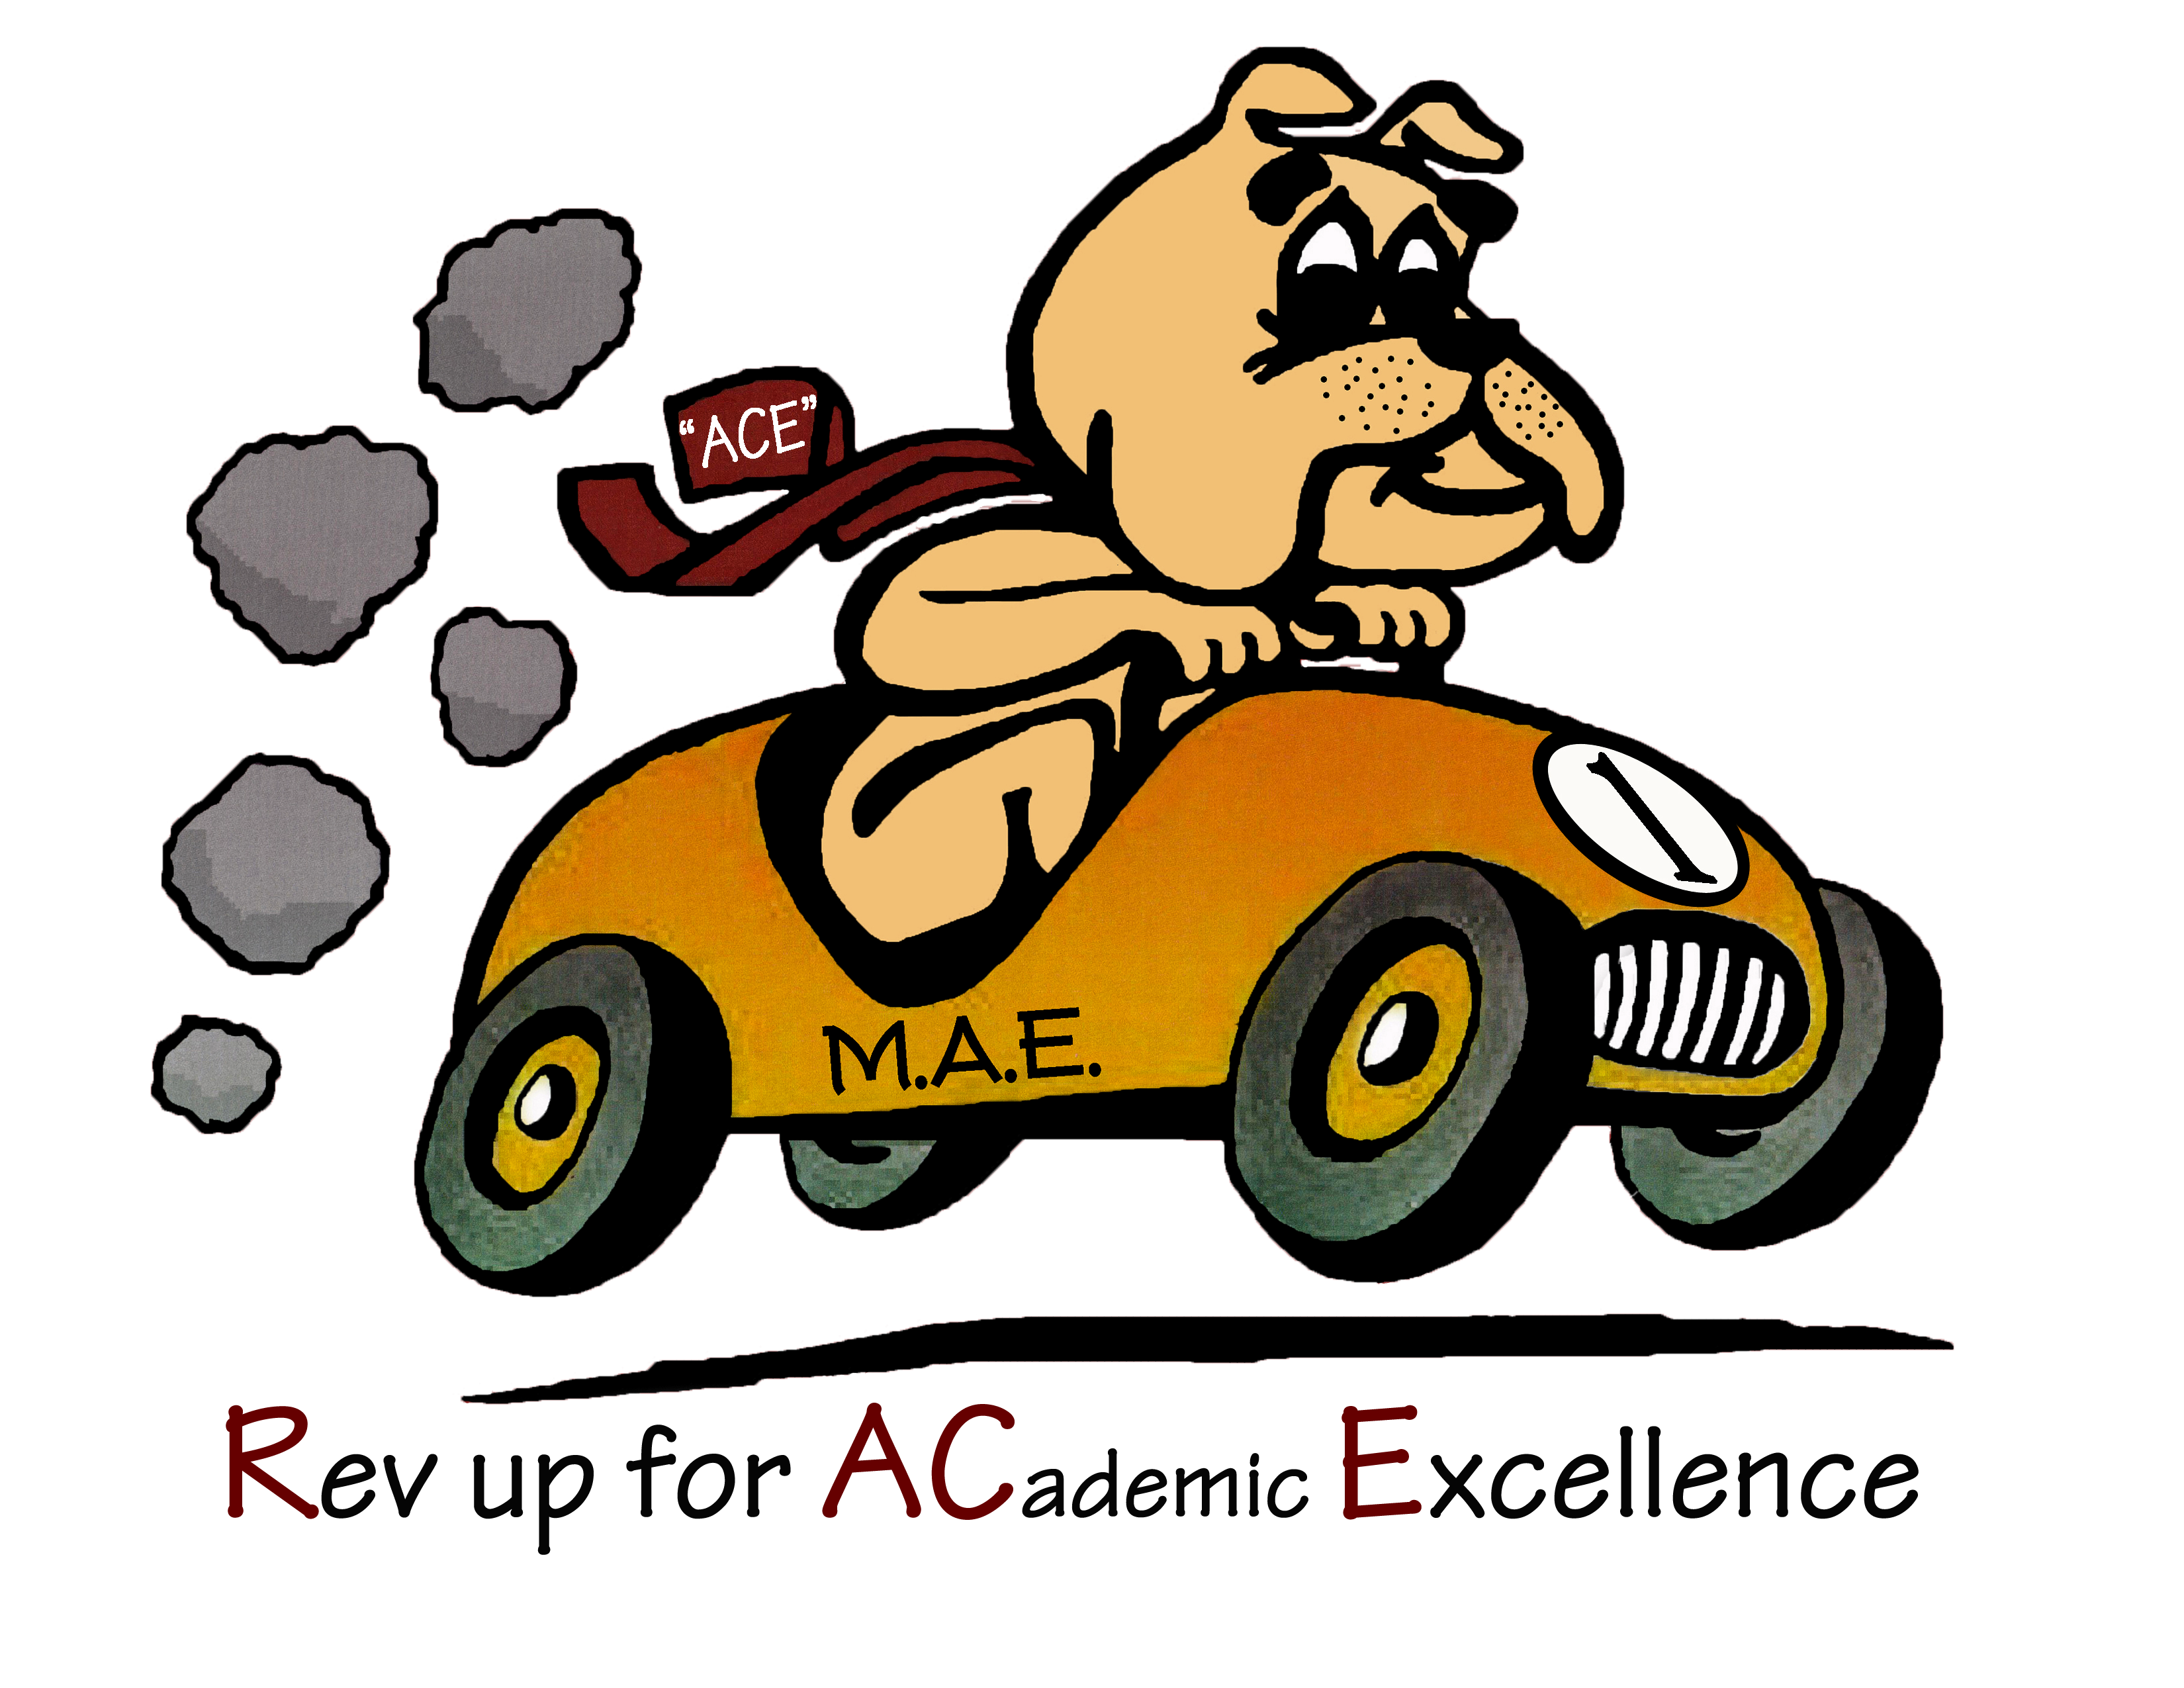 “ACE”
1
M.A.E.
Rev up for ACademic Excellence